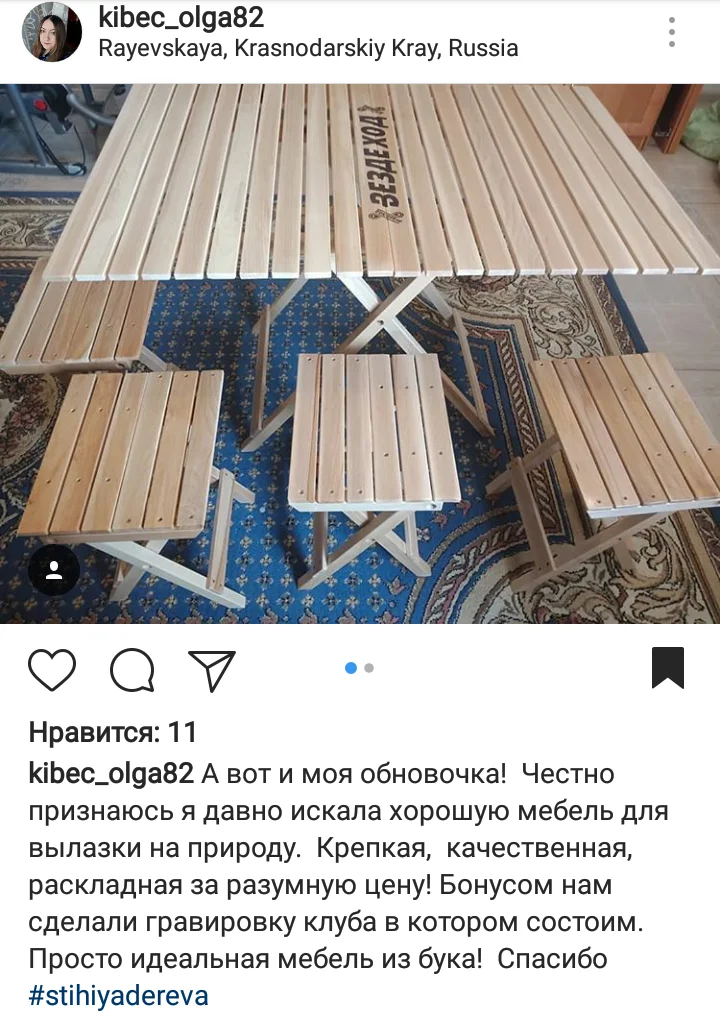 kibec_olga82
Rayevskaya, Krasnodarskiy Kray, Russia
ЗЕЗДЕХОД
Нравится: 11
kibec_olga82 А вот и моя обновочка! Честно
признаюсь я давно искала хорошую мебель для
вылазки на природу. Крепкая, качественная,
раскладная за разумную цену! Бонусом нам
сделали гравировку клуба в котором состоим.
Просто идеальная мебель из бука! Спасибо
#stihiyadereva